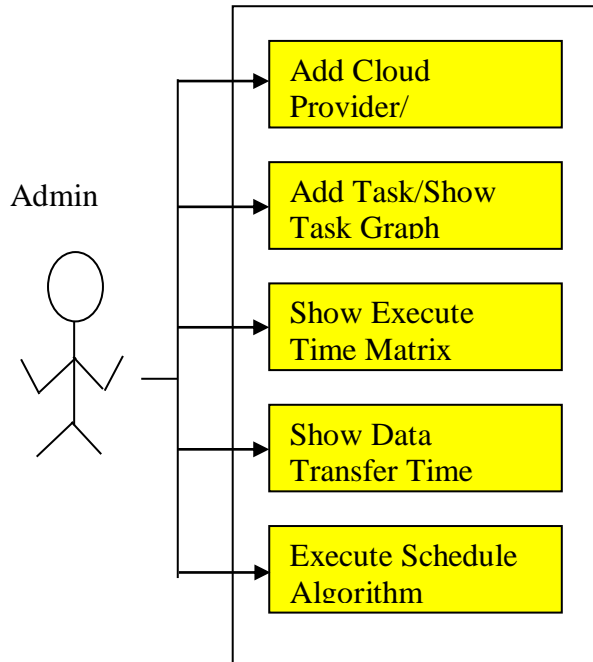 Add Cloud
Provider/
Add Task/Show
Task Graph
Admin
Show Execute
Time Matrix
Show Data
Transfer Time
Execute Schedule
Algorithm